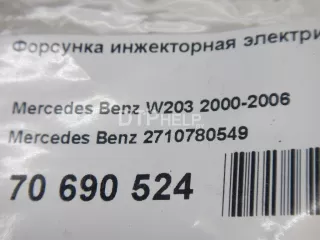 Форсунка инжекторная электри
Mercedes Benz W203 2000-2006
DTPHELP
Mercedes Benz 2710780549
70 690 524